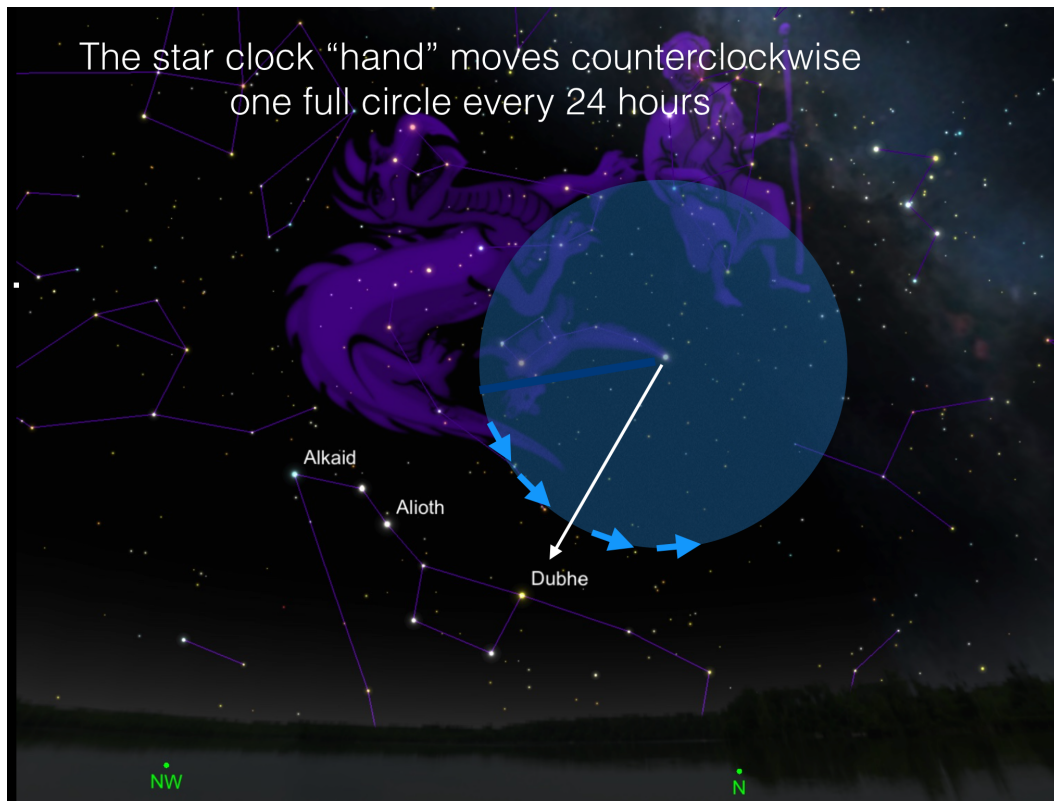 The star clock “hand” moves counterclockwise
one full circle every 24 hours
Alkaid
Alioth
Dubhe
NW
N